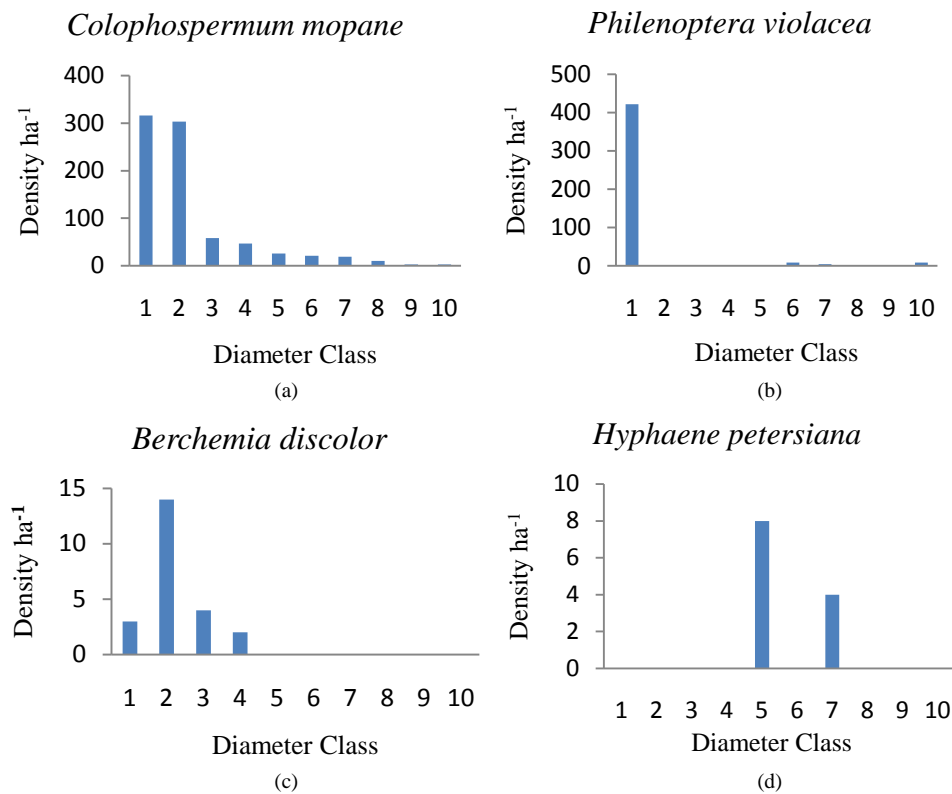 Colophospermum mopane
400
300
200
100
0
Density ha-1
1 2 3 4 5 6 7 8 9 10
Diameter Class
(a)
Philenoptera violacea
500
400
300
200
100
0
Density ha-1
1 2 3 4 5 6 7 8 9 10
Diameter Class
(b)
Berchemia discolor
15
10
5
0
Density ha-1
1 2 3 4 5 6 7 8 9 10
Diameter Class
(c)
Hyphaene petersiana
10
8
6
4
2
0
Density ha-1
1 2 3 4 5 6 7 8 9 10
Diameter Class
(d)